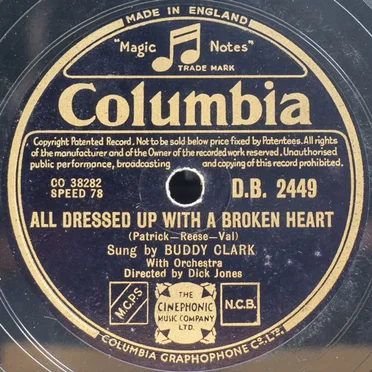 MADE IN ENGLAND
"Magic Notes"
TRADE MARK
Columbia
Copyright Patented Record. Not to be sold below price fixed by Patentees. All rights
of the manufacturer and of the Owner of the recorded work reserved. Unauthorised
public performance, broadcasting and copying of this record prohibited.
CO 38282
SPEED 78
D.B. 2449
ALL DRESSED UP WITH A BROKEN HEART
(Patrick—Reese—Val)
Sung by BUDDY CLARK
With Orchestra
Directed by Dick Jones
M.C.P.S
THE
CINEPHONIC
MUSIC COMPANY
LTD.
N.C.B.
COLUMBIA GRAPHOPHONE CO. LTD.